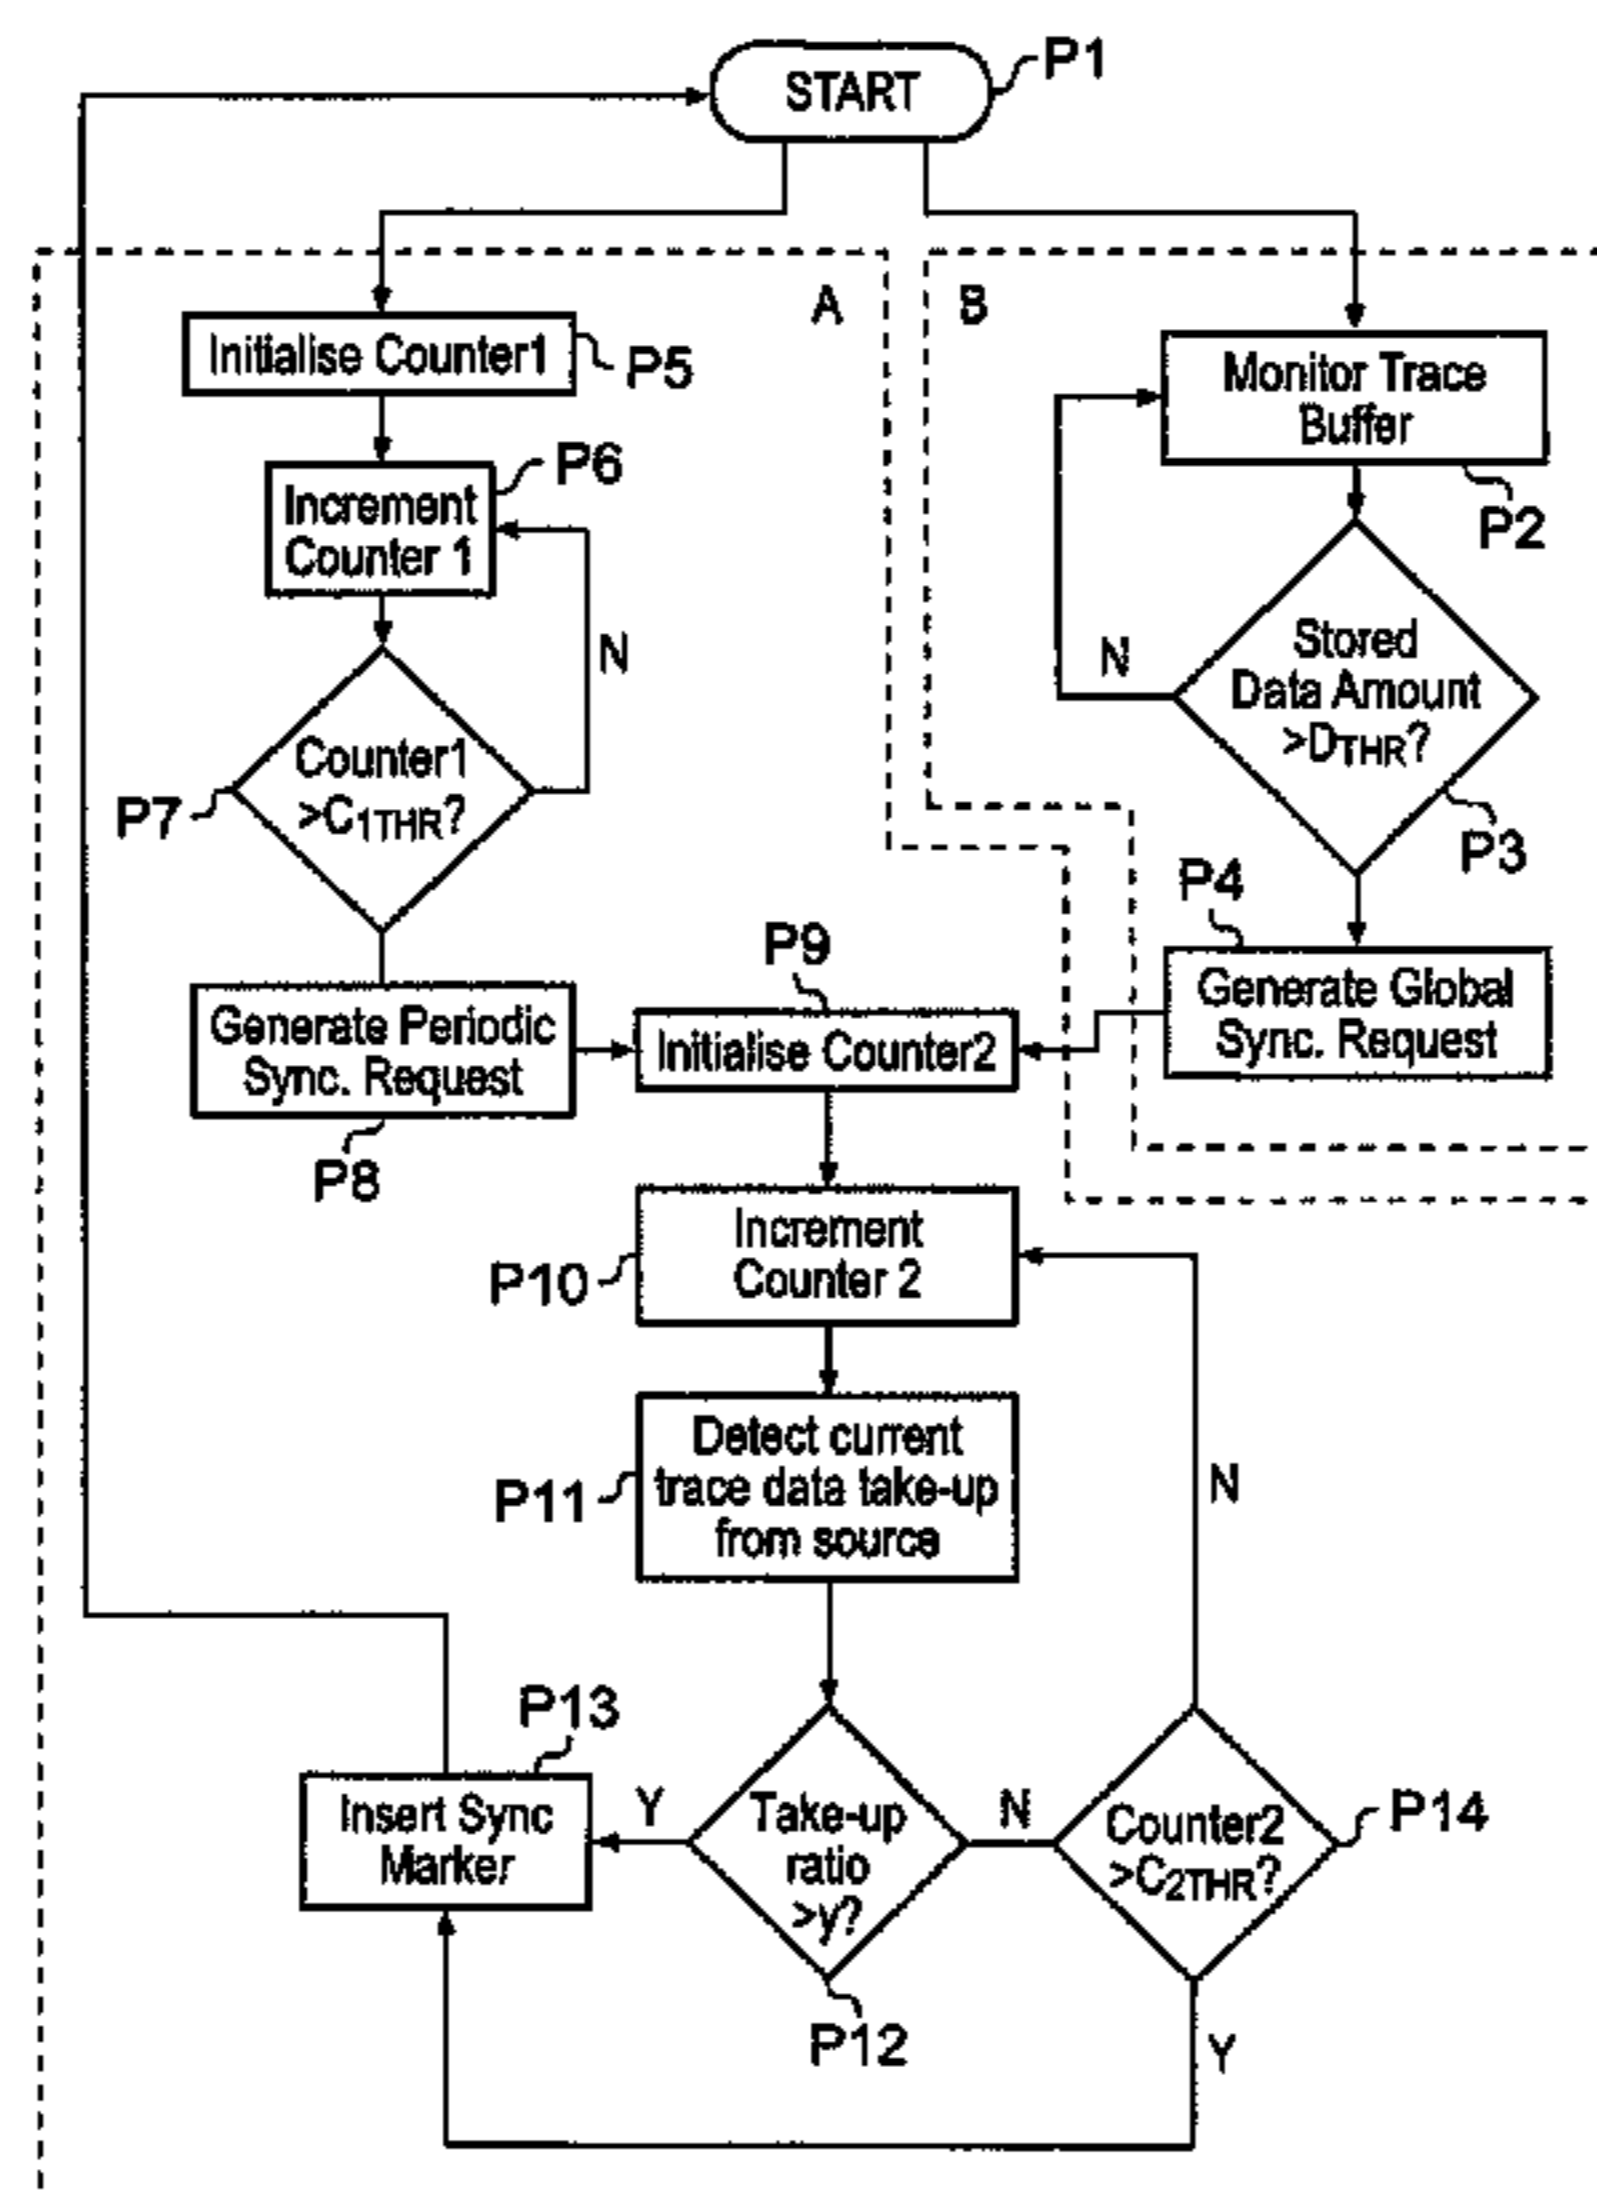 START
P1
A
B
Initialise Counter1
P5
Monitor Trace
Buffer
P2
P6
Increment
Counter 1
N
Counter1
>C1THR?
P7
N
Stored
Data Amount
>DTHR?
P3
P4
Generate Global
Sync. Request
Generate Periodic
Sync. Request
P8
P9
Initialise Counter2
Increment
Counter 2
P10
Detect current
trace data take-up
from source
P11
N
P13
Insert Sync
Marker
Y
Take-up
ratio
>y?
P12
N
Counter2
>C2THR?
P14
Y